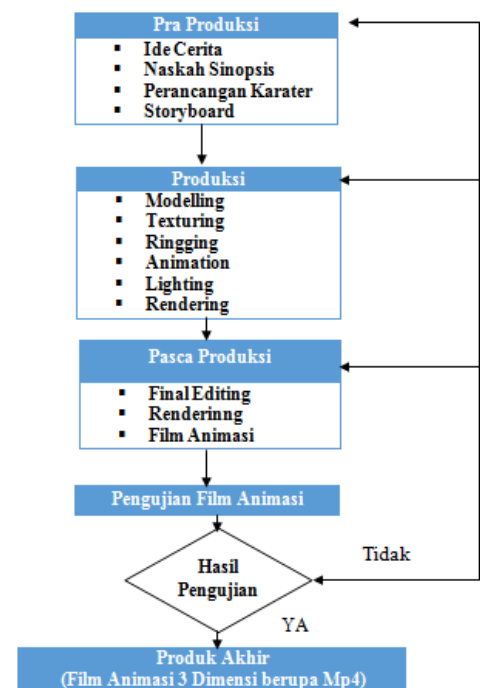 Pra Produksi
▪ Ide Cerita
▪ Naskah Sinopsis
▪ Perancangan Karater
▪ Storyboard
Produksi
▪ Modelling
▪ Texturing
▪ Ringging
▪ Animation
▪ Lighting
▪ Rendering
Pasca Produksi
▪ Final Editing
▪ Renderinng
▪ Film Animasi
Pengujian Film Animasi
Hasil
Pengujian
Tidak
YA
Produk Akhir
(Film Animasi 3 Dimensi berupa Mp4)